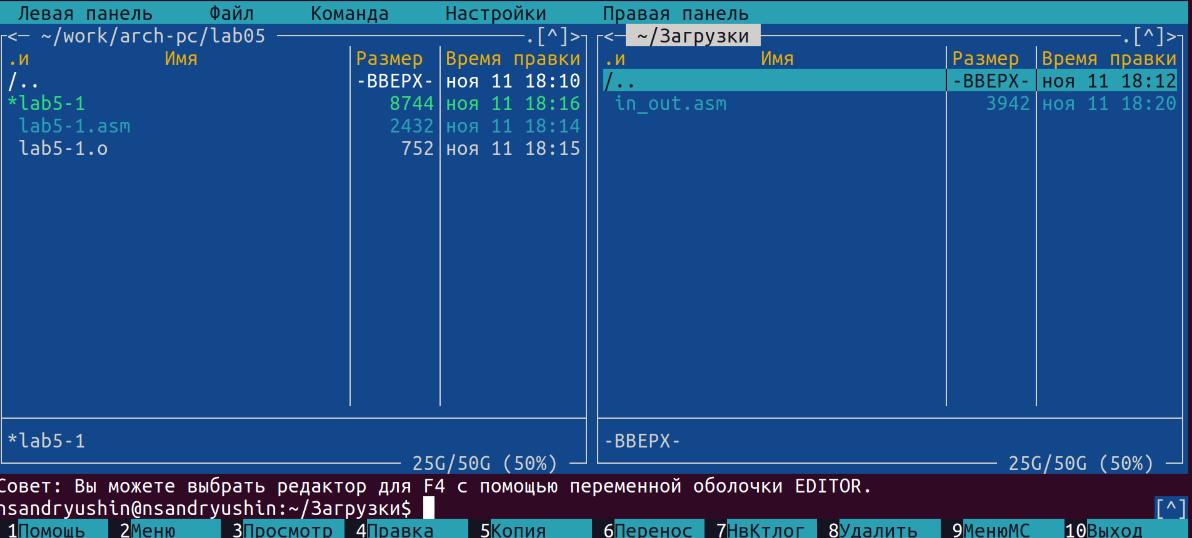 Левая панель Файл Команда Настройки Правая панель
<─ ~/work/arch-pc/lab05 ─.[^]>
.и Имя Размер Время правки
/.. -ВВЕРХ- ноя 11 18:10
*lab5-1 8744 ноя 11 18:16
lab5-1.asm 2432 ноя 11 18:14
lab5-1.o 752 ноя 11 18:15
*lab5-1
25G/50G (50%)
<─ ~/Загрузки ─.[^]>
.и Имя Размер Время правки
/.. -ВВЕРХ- ноя 11 18:12
in_out.asm 3942 ноя 11 18:20
-ВВЕРХ-
25G/50G (50%)
Совет: Вы можете выбрать редактор для F4 с помощью переменной оболочки EDITOR.
nsandryushin@nsandryushin:~/Загрузки$ [^]
1Помощь 2Меню 3Просмотр 4Правка 5Копия 6Перенос 7НвКтлог 8Удалить 9МенюMC 10Выход